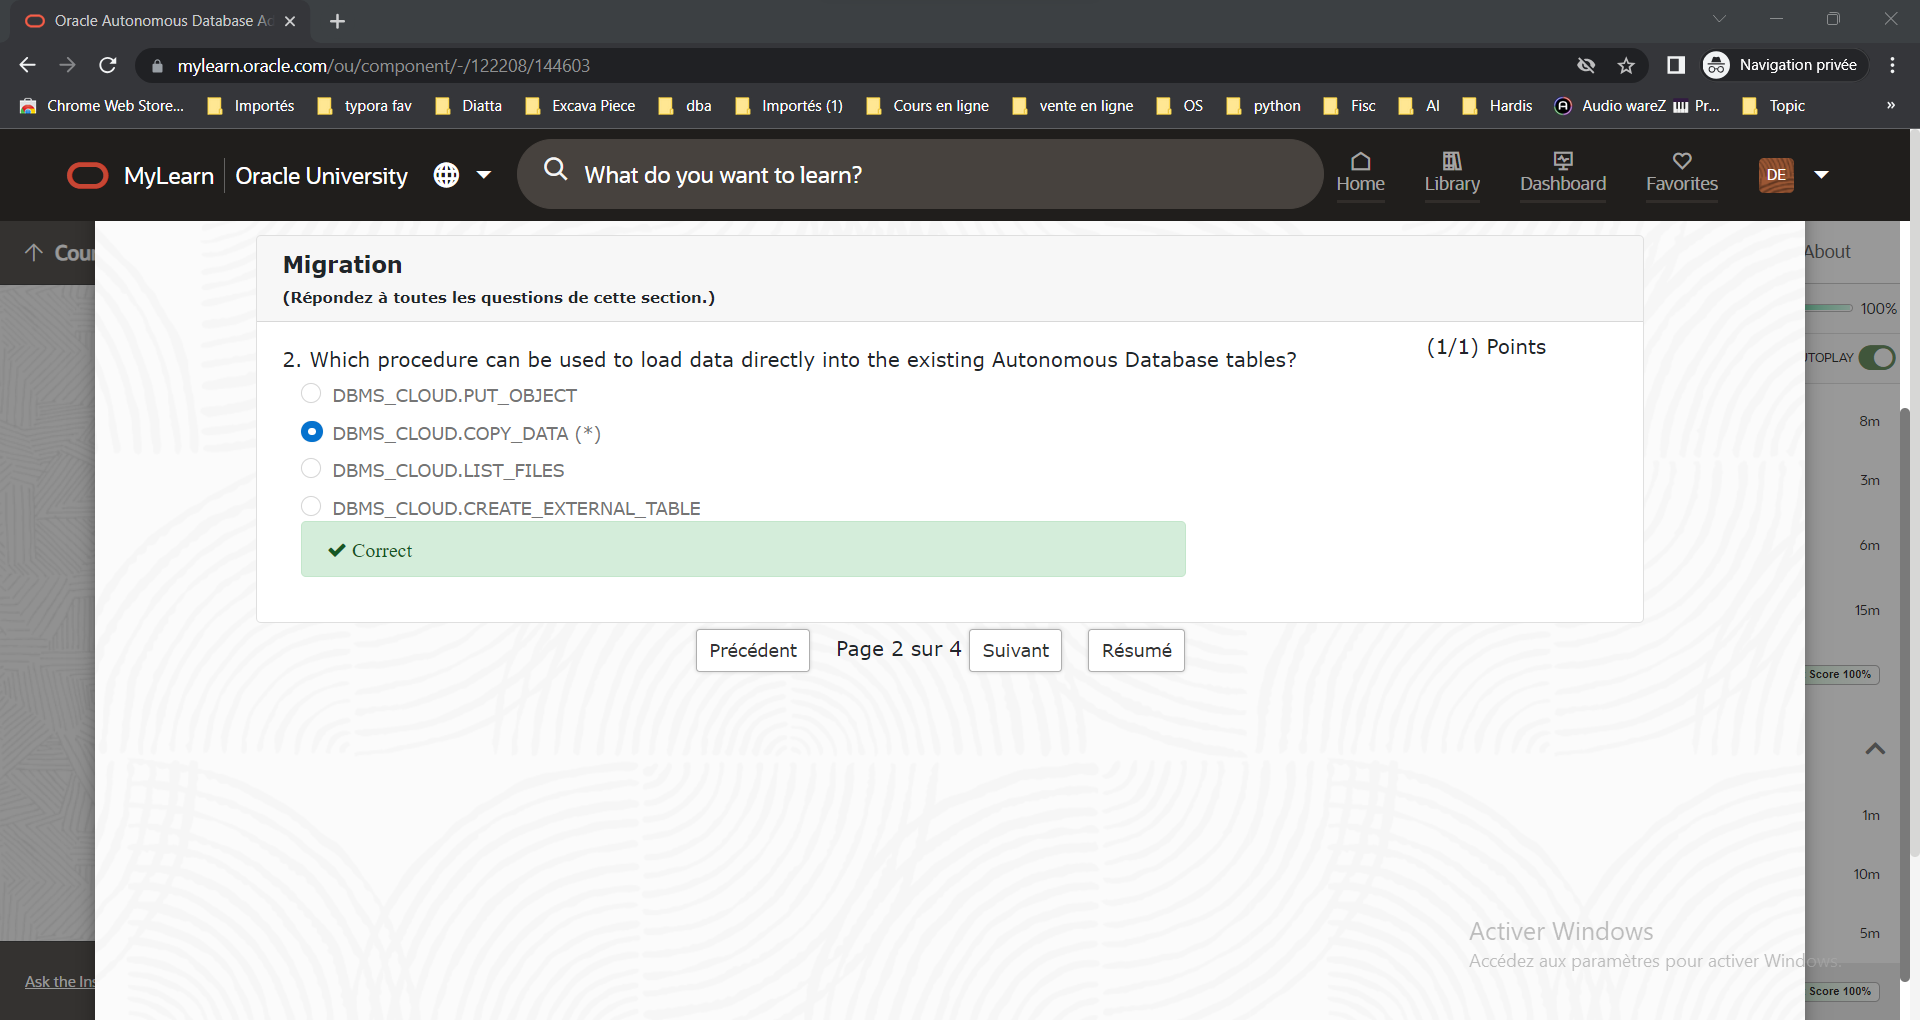 Oracle Autonomous Database Ac
mylearn.oracle.com/ou/component/-/122208/144603
Navigation privée
Chrome Web Store...
Importés
typora fav
Diatta
Excava Piece
dba
Importés (1)
Cours en ligne
vente en ligne
OS
python
Fisc
AI
Hardis
Audio wareZ
Pr...
Topic
»
MyLearn
Oracle University
What do you want to learn?
Home
Library
Dashboard
Favorites
DE
Cour
About
Migration
(Répondez à toutes les questions de cette section.)
100%
2. Which procedure can be used to load data directly into the existing Autonomous Database tables?
(1/1) Points
TOPLAY
DBMS_CLOUD.PUT_OBJECT
DBMS_CLOUD.COPY_DATA (*)
8m
DBMS_CLOUD.LIST_FILES
3m
DBMS_CLOUD.CREATE_EXTERNAL_TABLE
Correct
6m
15m
Précédent
Page 2 sur 4
Suivant
Résumé
Score 100%
1m
10m
Activer Windows
5m
Accédez aux paramètres pour activer Windows.
Ask the Ins
Score 100%